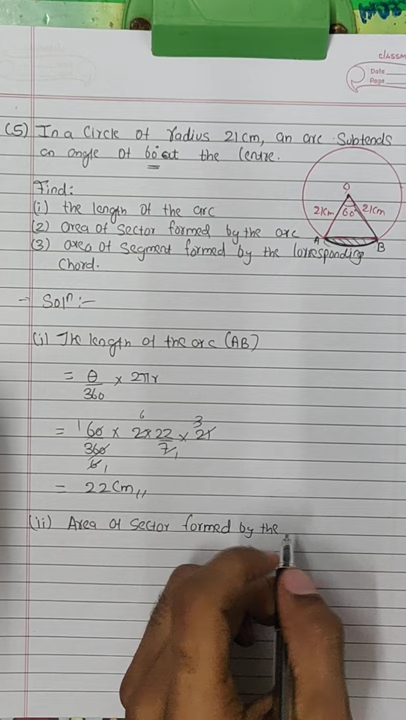 classm
Date
Page
(5) In a Circle of radius 21cm, an arc Subtends
an angle of 60° at the Centre.
Find:
(i) the length of the arc
(2) area of Sector formed by the arc
(3) area of Segment formed by the corresponding
Chord.
O
21cm 60° 21cm
A B
→ Solⁿ:-
(i) The length of the arc (AB)
= θ/360 × 2πr
= 60/360 × 2×22/7 × 21
= 22Cm,,
(ii) Area of Sector formed by the